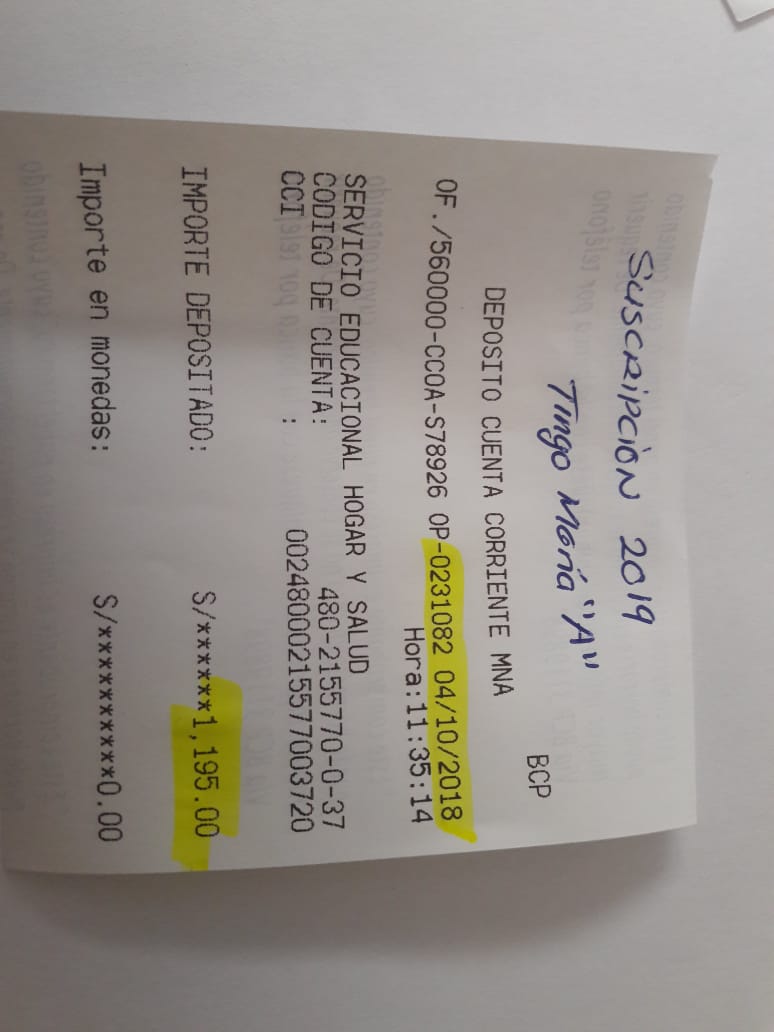 Suscripción 2019
Tingo María "A"
BCP
DEPOSITO CUENTA CORRIENTE MNA
OF./560000-CCOA-S78926 OP-0231082 04/10/2018
Hora:11:35:14
SERVICIO EDUCACIONAL HOGAR Y SALUD
CODIGO DE CUENTA: 480-2155770-0-37
CCI : 00248000215577003720
IMPORTE DEPOSITADO: S/******1,195.00
Importe en monedas: S/**********0.00